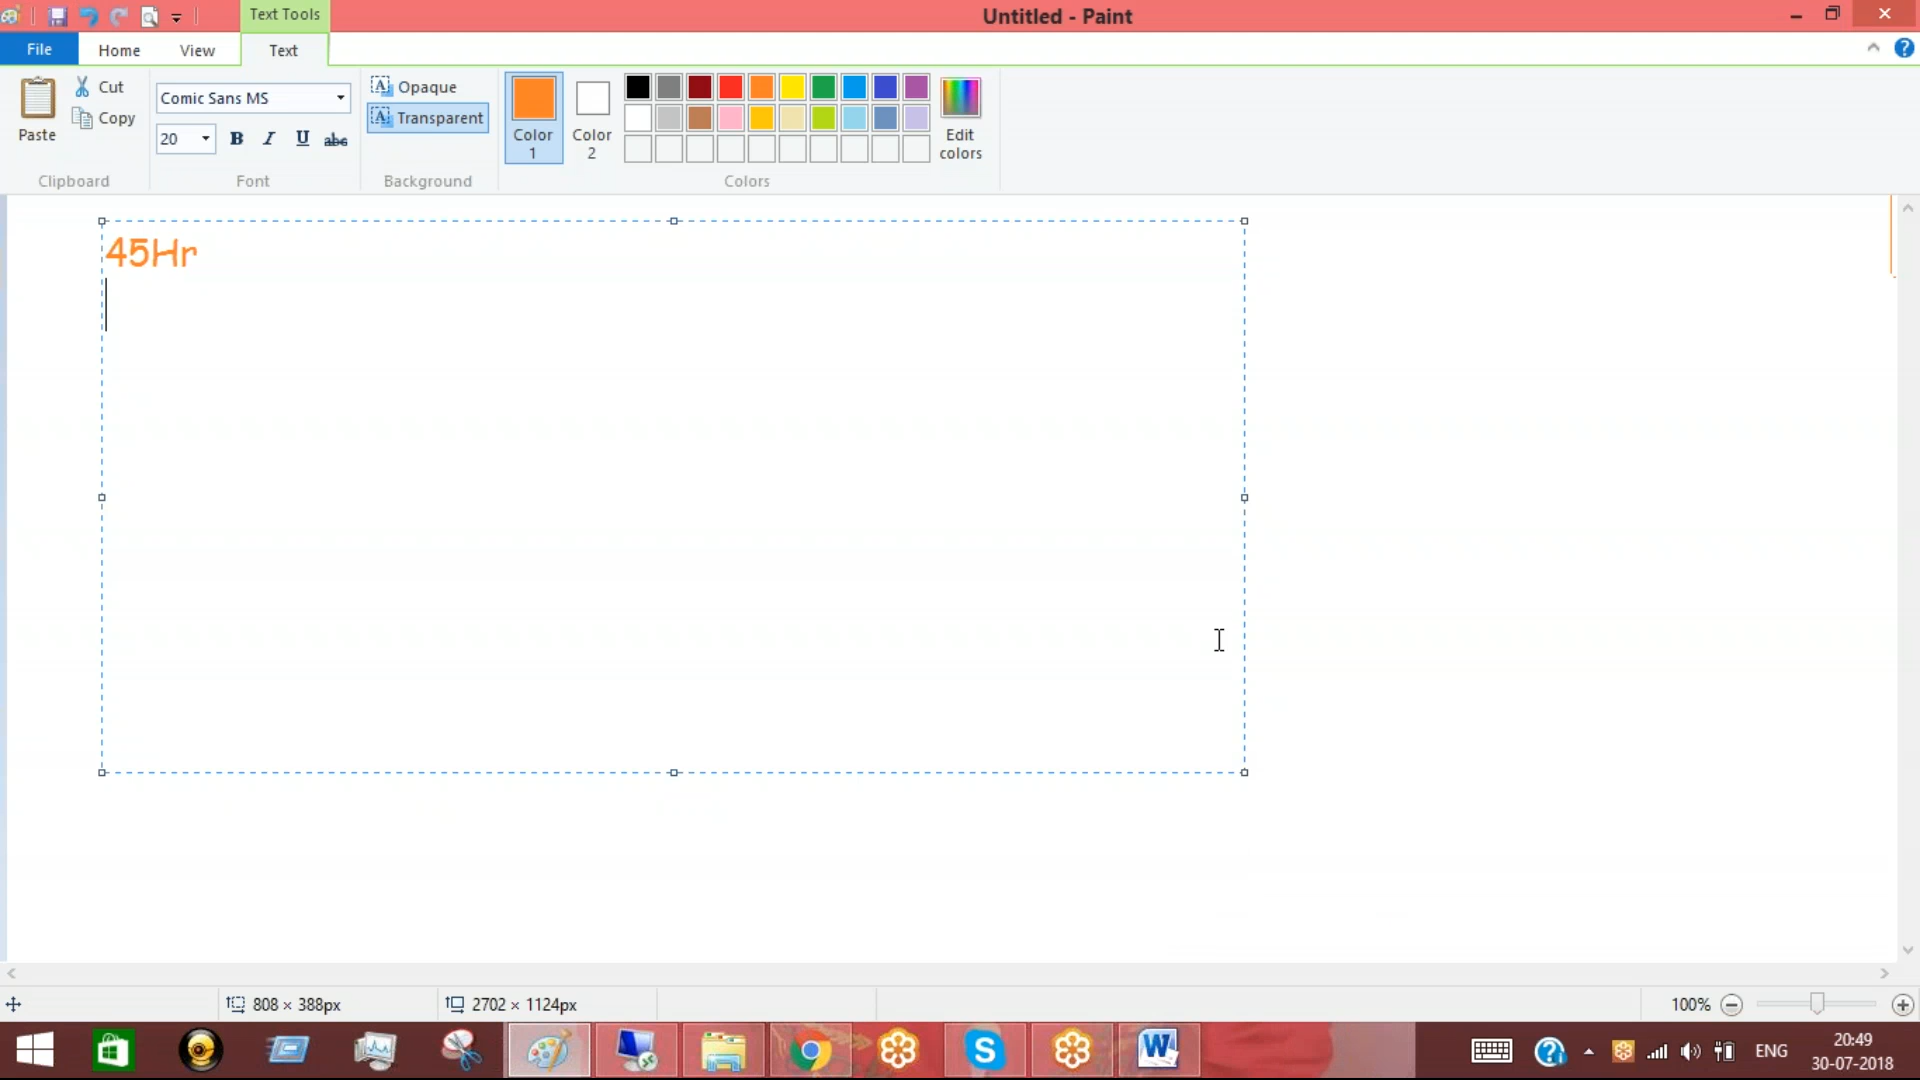 Text Tools
Untitled - Paint
File
Home
View
Text
Cut
Comic Sans MS
Opaque
Paste
Copy
20
B
I
U
abc
Transparent
Color 1
Color 2
Edit colors
Clipboard
Font
Background
Colors
45Hr
808 × 388px
2702 × 1124px
100%
ENG
20:49
30-07-2018